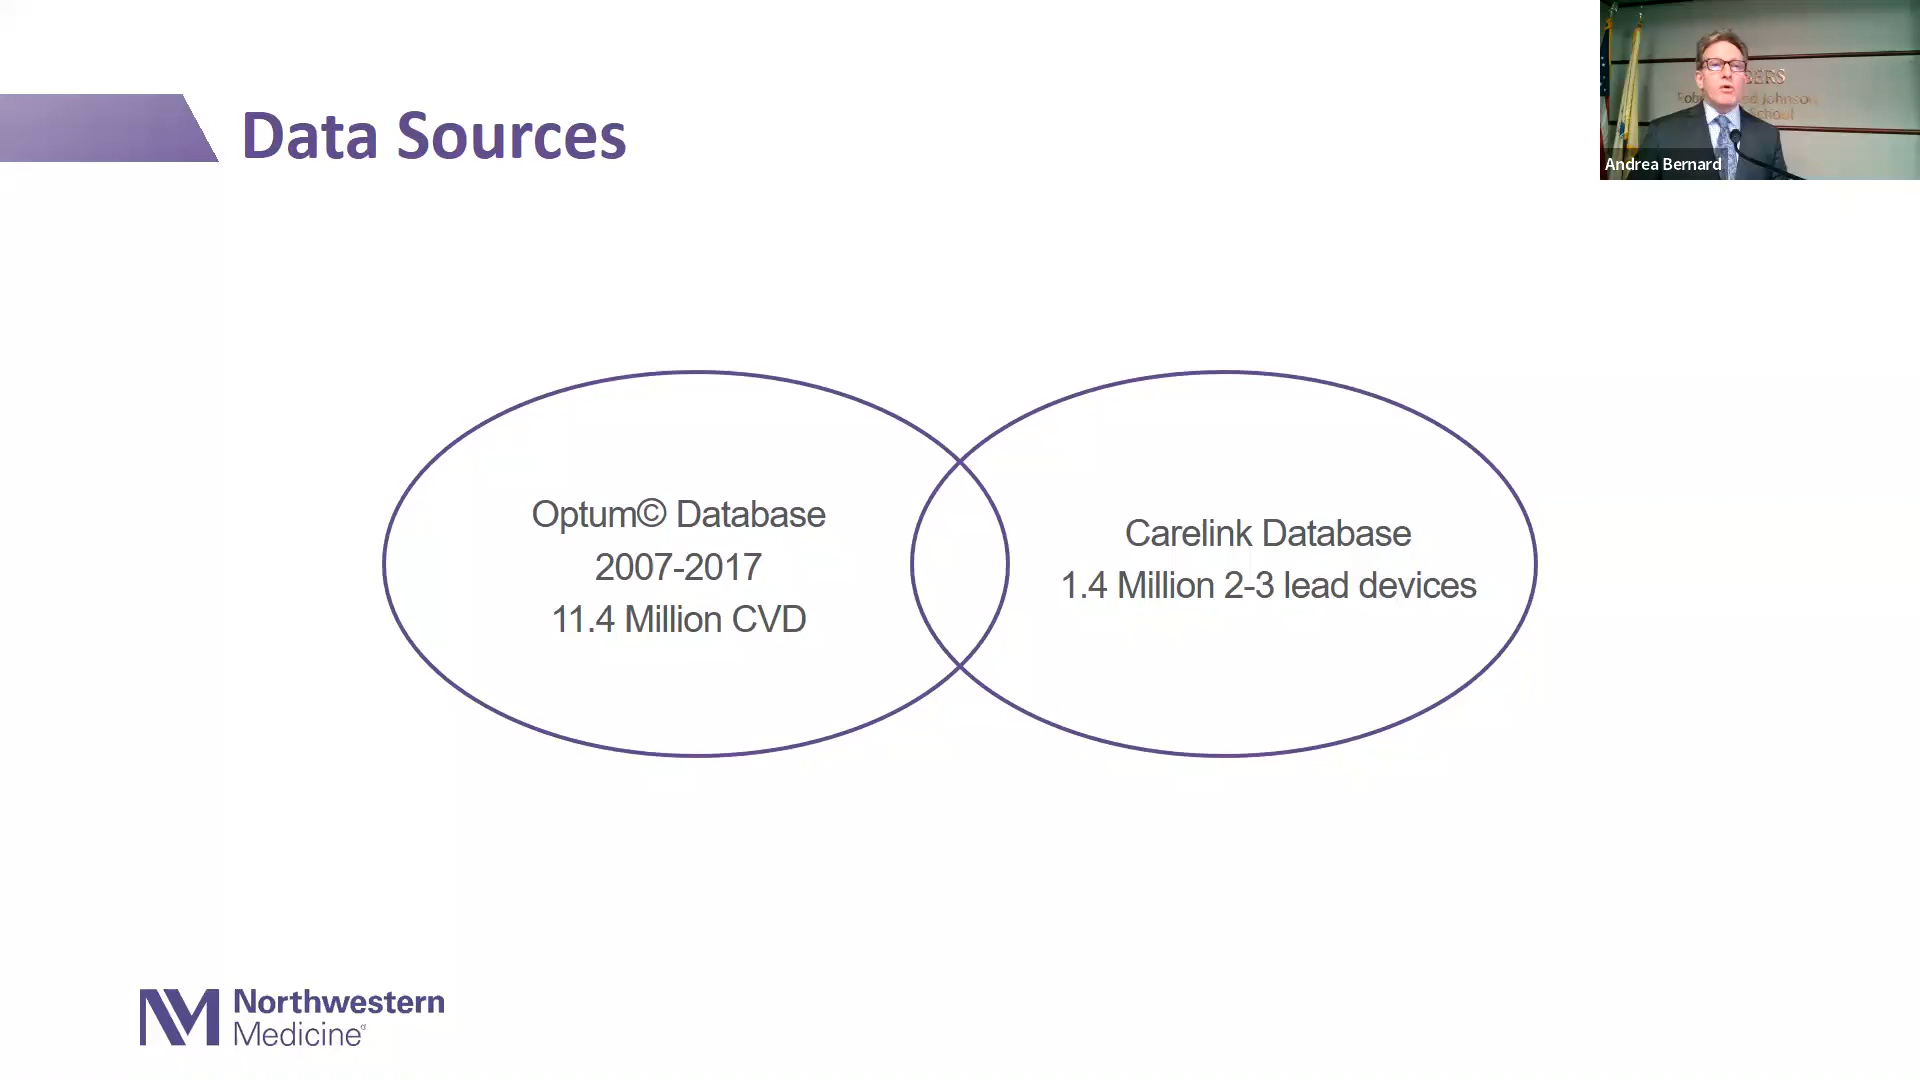 Data Sources
Andrea Bernard
Optum© Database
2007-2017
11.4 Million CVD
Carelink Database
1.4 Million 2-3 lead devices
NM Northwestern
Medicine